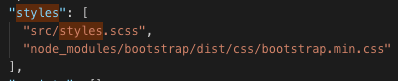 "styles": [
"src/styles.scss",
"node_modules/bootstrap/dist/css/bootstrap.min.css"
],